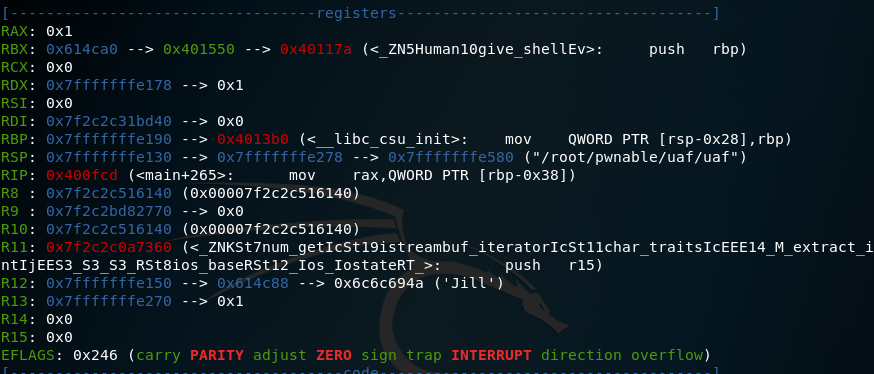 [----------------------------------registers-----------------------------------]
RAX: 0x1
RBX: 0x614ca0 --> 0x401550 --> 0x40117a (<_ZN5Human10give_shellEv>:	push   rbp)
RCX: 0x0
RDX: 0x7fffffffe178 --> 0x1
RSI: 0x0
RDI: 0x7f2c2c31bd40 --> 0x0
RBP: 0x7fffffffe190 --> 0x4013b0 (<__libc_csu_init>:	mov    QWORD PTR [rsp-0x28],rbp)
RSP: 0x7fffffffe130 --> 0x7fffffffe278 --> 0x7fffffffe580 ("/root/pwnable/uaf/uaf")
RIP: 0x400fcd (<main+265>:	mov    rax,QWORD PTR [rbp-0x38])
R8 : 0x7f2c2c516140 (0x00007f2c2c516140)
R9 : 0x7f2c2bd82770 --> 0x0
R10: 0x7f2c2c516140 (0x00007f2c2c516140)
R11: 0x7f2c2c0a7360 (<_ZNKSt7num_getIcSt19istreambuf_iteratorIcSt11char_traitsIcEEE14_M_extract_i
ntIjEES3_S3_S3_RSt8ios_baseRSt12_Ios_IostateRT_>:	push   r15)
R12: 0x7fffffffe150 --> 0x614c88 --> 0x6c6c694a ('Jill')
R13: 0x7fffffffe270 --> 0x1
R14: 0x0
R15: 0x0
EFLAGS: 0x246 (carry PARITY adjust ZERO sign trap INTERRUPT direction overflow)
[-------------------------------------code-------------------------------------]